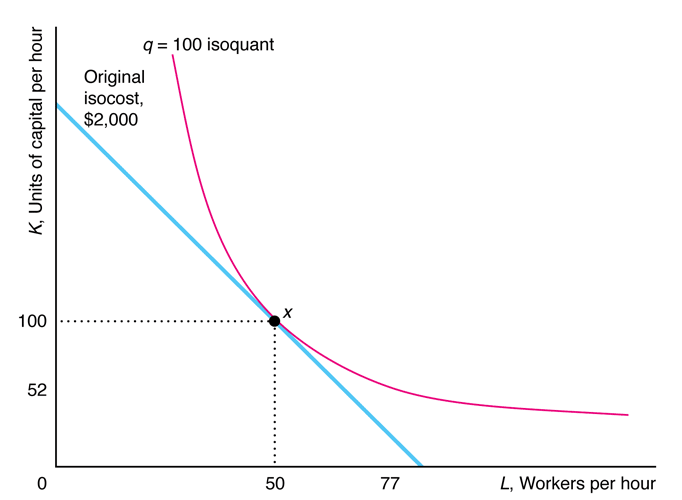 K, Units of capital per hour
q = 100 isoquant
Original
isocost,
$2,000
x
100
52
0
50
77
L, Workers per hour